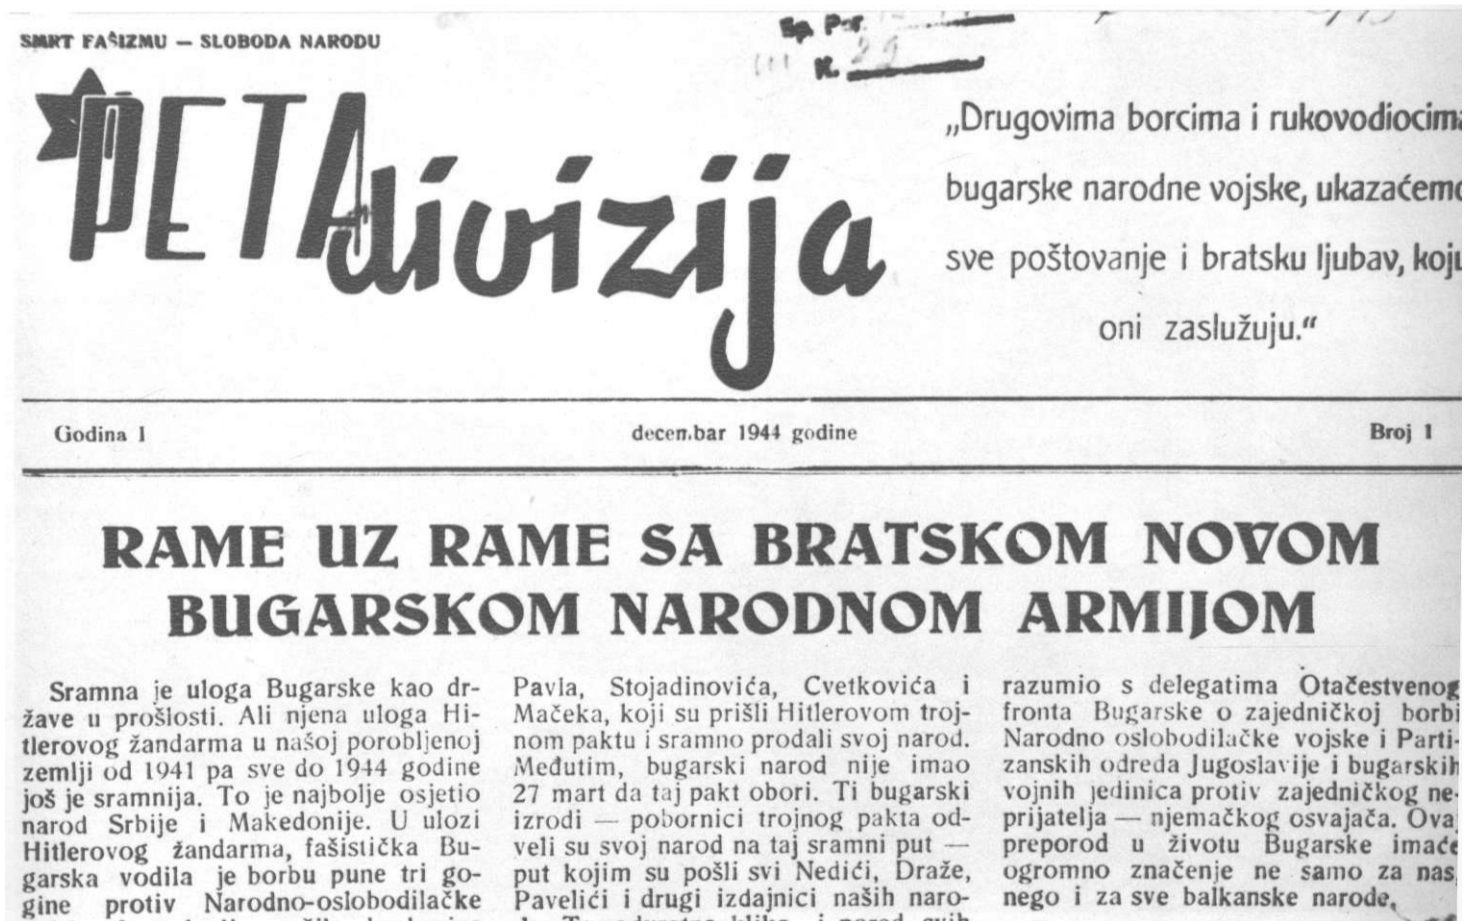 SMRT FAŠIZMU — SLOBODA NARODU
Ep. Por.
K. 29
PETA divizija
„Drugovima borcima i rukovodiocima
bugarske narodne vojske, ukazaćemo
sve poštovanje i bratsku ljubav, koju
oni zaslužuju.“
Godina I
decembar 1944 godine
Broj 1
RAME UZ RAME SA BRATSKOM NOVOM
BUGARSKOM NARODNOM ARMIJOM
Sramna je uloga Bugarske kao dr-
žave u prošlosti. Ali njena uloga Hi-
tlerovog žandarma u našoj porobljenoj
zemlji od 1941 pa sve do 1944 godine
još je sramnija. To je najbolje osjetio
narod Srbije i Makedonije. U ulozi
Hitlerovog žandarma, fašistička Bu-
garska vodila je borbu pune tri go-
gine protiv Narodno-oslobodilačke
Pavla, Stojadinovića, Cvetkovića i
Mačeka, koji su prišli Hitlerovom troj-
nom paktu i sramno prodali svoj narod.
Međutim, bugarski narod nije imao
27 mart da taj pakt obori. Ti bugarski
izrodi — pobornici trojnog pakta od-
veli su svoj narod na taj sramni put —
put kojim su pošli svi Nedići, Draže,
Pavelići i drugi izdajnici naših naro-
razumio s delegatima Otačestvenog
fronta Bugarske o zajedničkoj borbi
Narodno oslobodilačke vojske i Parti-
zanskih odreda Jugoslavije i bugarskih
vojnih jedinica protiv zajedničkog ne-
prijatelja — njemačkog osvajača. Ova
preporod u životu Bugarske imaće
ogromno značenje ne samo za nas,
nego i za sve balkanske narode,